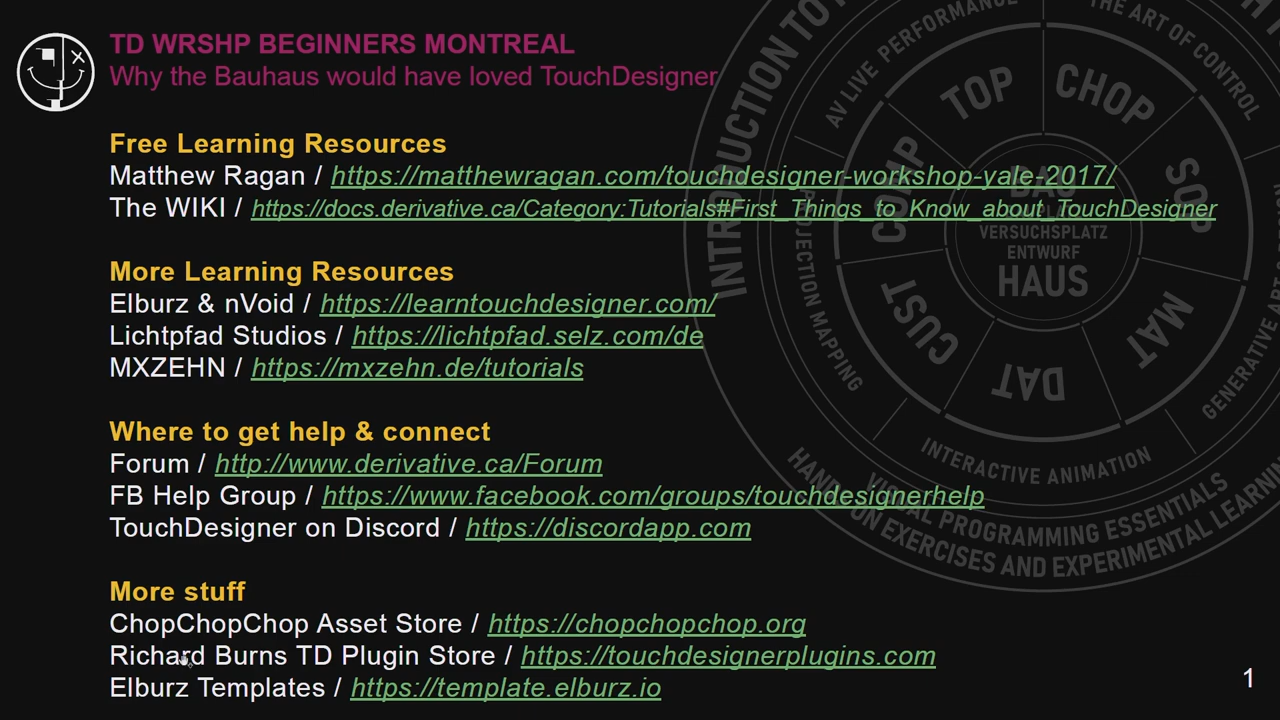 TD WRSHP BEGINNERS MONTREAL
Why the Bauhaus would have loved TouchDesigner
Free Learning Resources
Matthew Ragan / https://matthewragan.com/touchdesigner-workshop-yale-2017/
The WIKI / https://docs.derivative.ca/Category:Tutorials#First_Things_to_Know_about_TouchDesigner
More Learning Resources
Elburz & nVoid / https://learntouchdesigner.com/
Lichtpfad Studios / https://lichtpfad.selz.com/de
MXZEHN / https://mxzehn.de/tutorials
Where to get help & connect
Forum / http://www.derivative.ca/Forum
FB Help Group / https://www.facebook.com/groups/touchdesignerhelp
TouchDesigner on Discord / https://discordapp.com
More stuff
ChopChopChop Asset Store / https://chopchopchop.org
Richard Burns TD Plugin Store / https://touchdesignerplugins.com
Elburz Templates / https://template.elburz.io
1
INTRODUCTION TO
AV LIVE PERFORMANCE
THE ART OF CONTROL
PROJECTION MAPPING
INTERACTIVE ANIMATION
GENERATIVE
VISUAL PROGRAMMING ESSENTIALS
HANDS ON EXERCISES AND EXPERIMENTAL
TOP
CHOP
SOP
MAT
DAT
CUST
COMP
BAU
VERSUCHSPLATZ
ENTWURF
HAUS